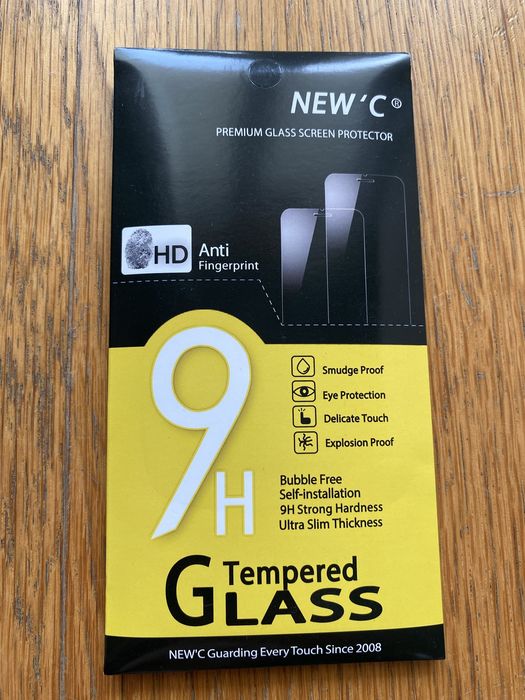 NEW'C®
PREMIUM GLASS SCREEN PROTECTOR
HD
Anti
Fingerprint
9H
Smudge Proof
Eye Protection
Delicate Touch
Explosion Proof
Bubble Free
Self-installation
9H Strong Hardness
Ultra Slim Thickness
Tempered
GLASS
NEW'C Guarding Every Touch Since 2008